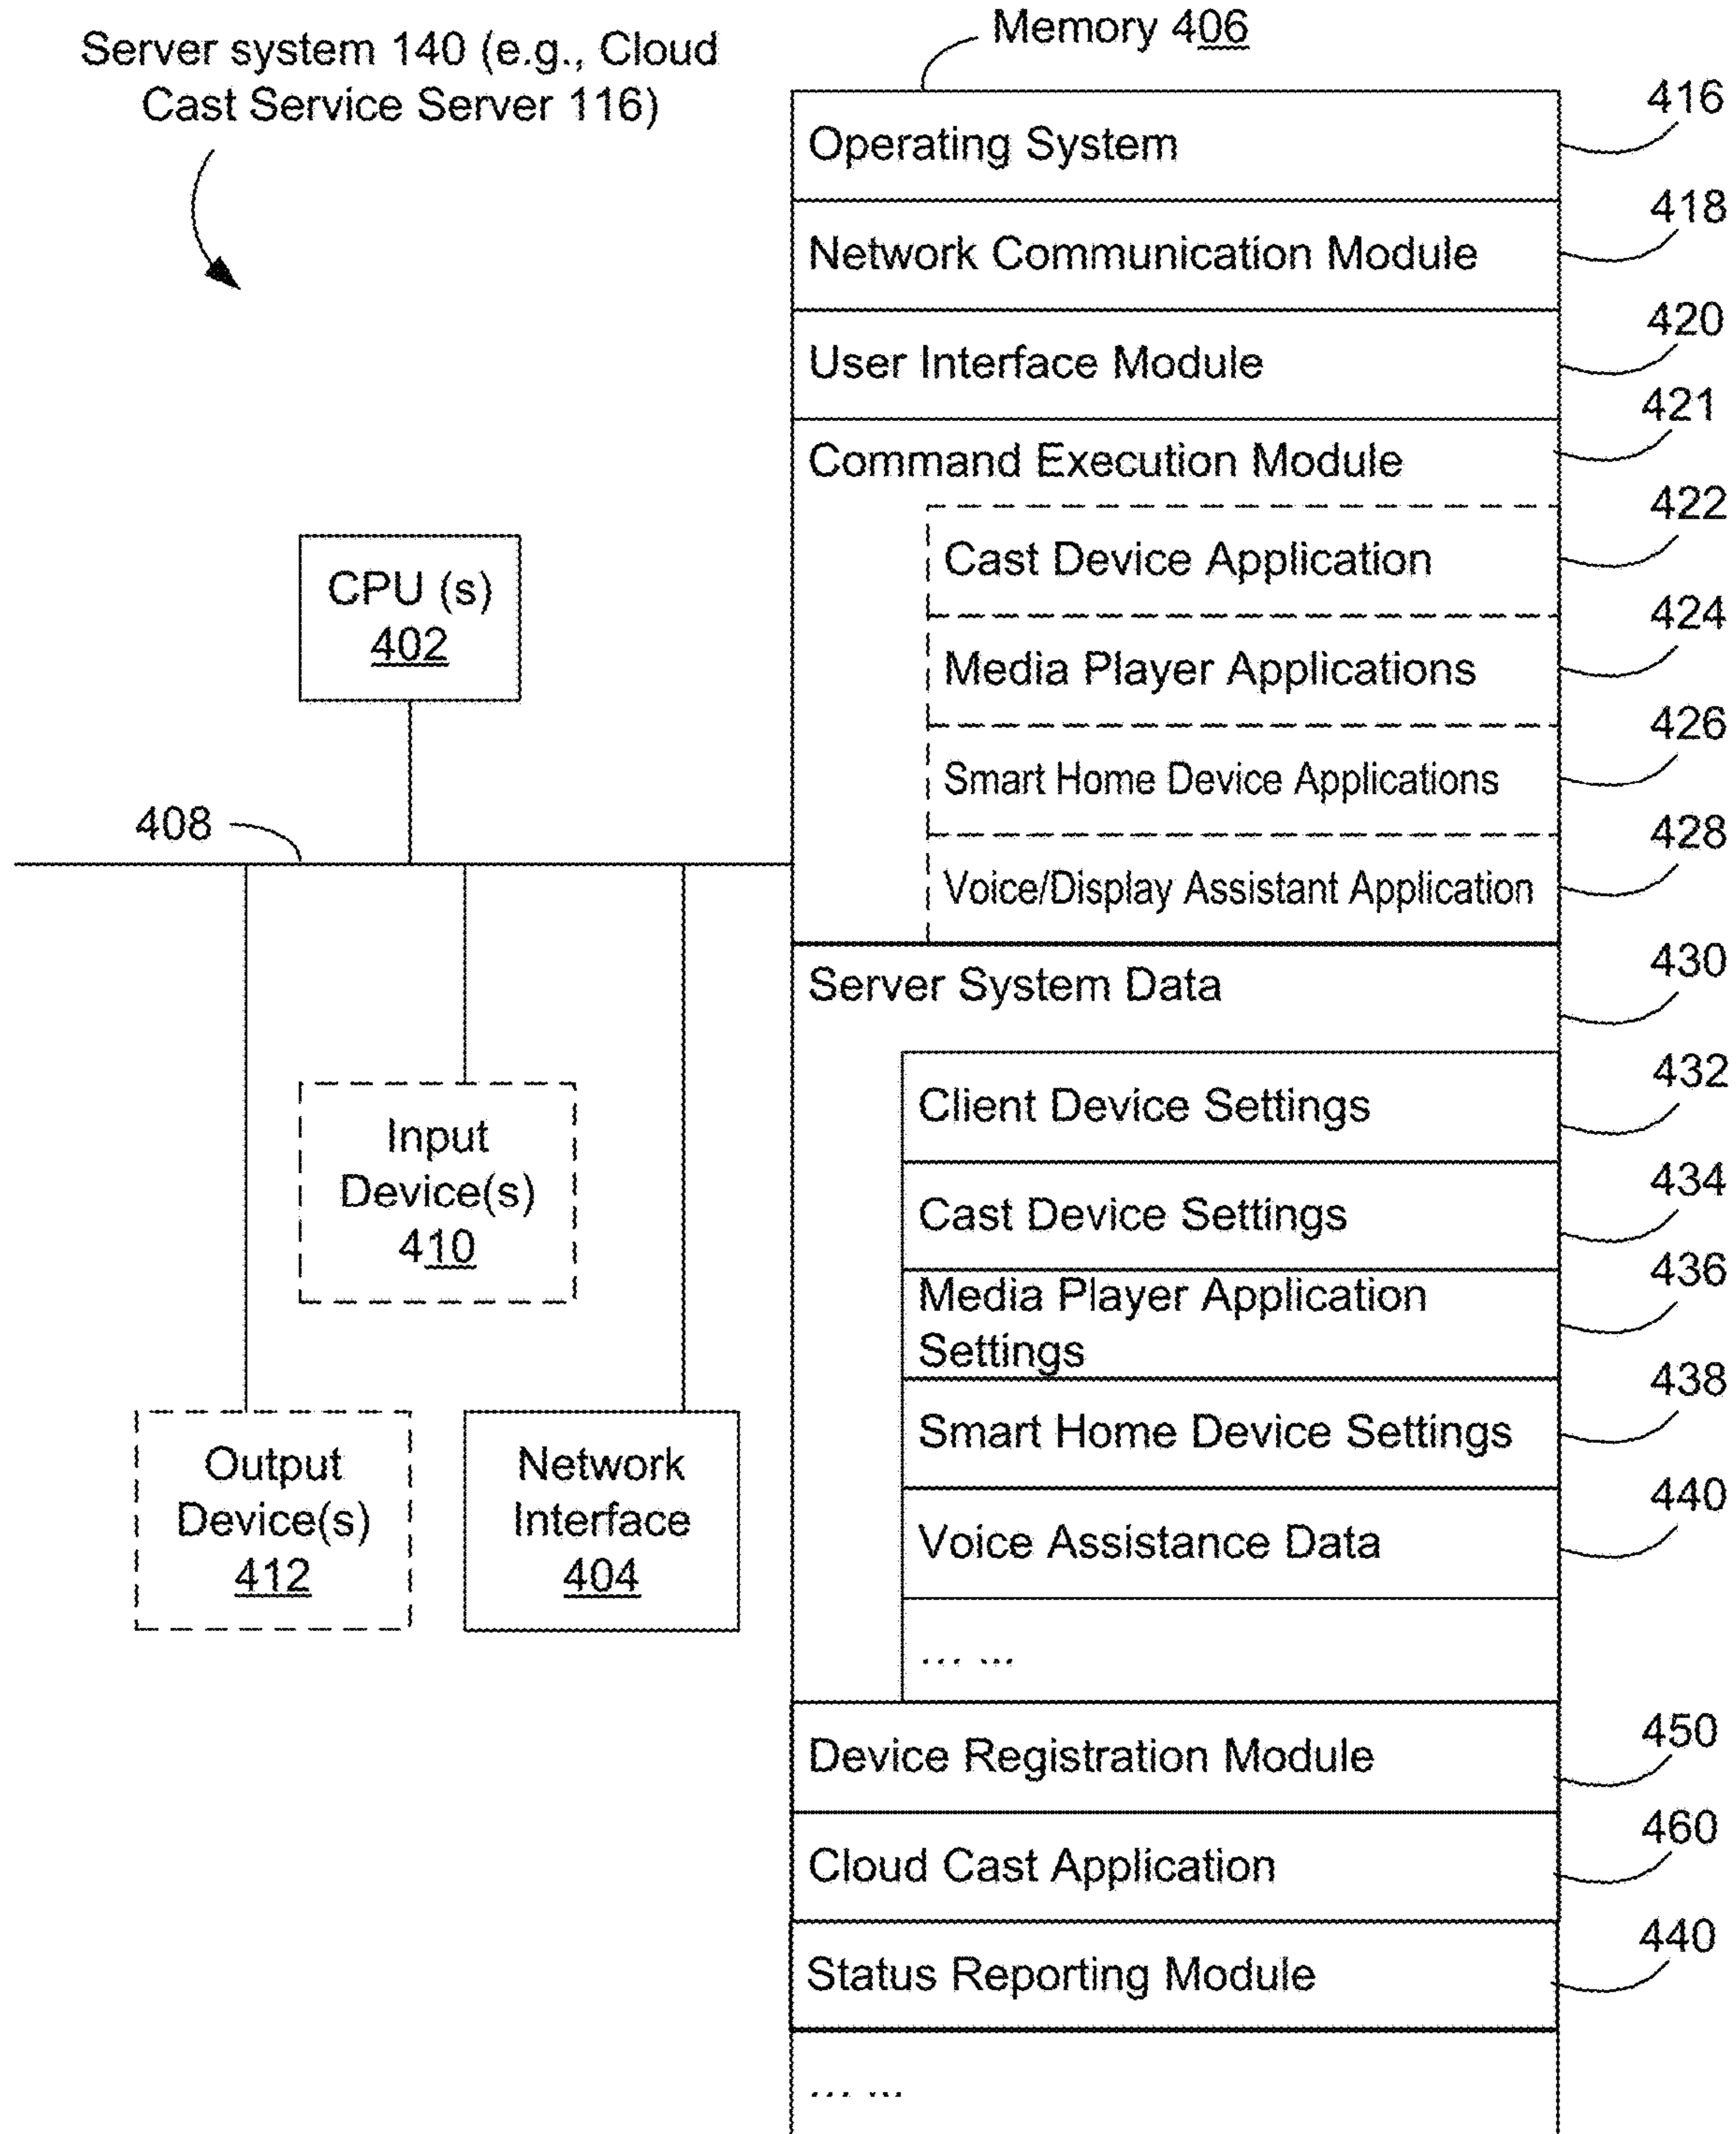 Server system 140 (e.g., Cloud
Cast Service Server 116)
Memory 406
Operating System
416
Network Communication Module
418
User Interface Module
420
Command Execution Module
421
Cast Device Application
422
Media Player Applications
424
Smart Home Device Applications
426
Voice/Display Assistant Application
428
CPU (s)
402
408
Input
Device(s)
410
Output
Device(s)
412
Network
Interface
404
Server System Data
430
Client Device Settings
432
Cast Device Settings
434
Media Player Application
Settings
436
Smart Home Device Settings
438
Voice Assistance Data
440
... ...
Device Registration Module
450
Cloud Cast Application
460
Status Reporting Module
440
... ...